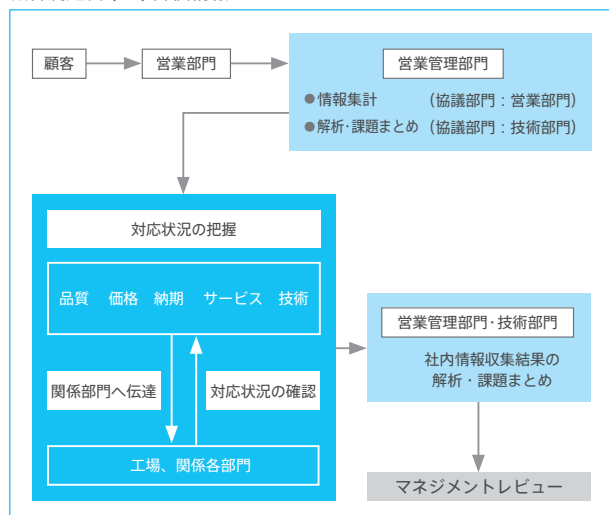 顧客
営業部門
営業管理部門
●情報集計 (協議部門：営業部門)
●解析・課題まとめ (協議部門：技術部門)
対応状況の把握
品質 価格 納期 サービス 技術
関係部門へ伝達
対応状況の確認
工場、関係各部門
営業管理部門・技術部門
社内情報収集結果の
解析・課題まとめ
マネジメントレビュー